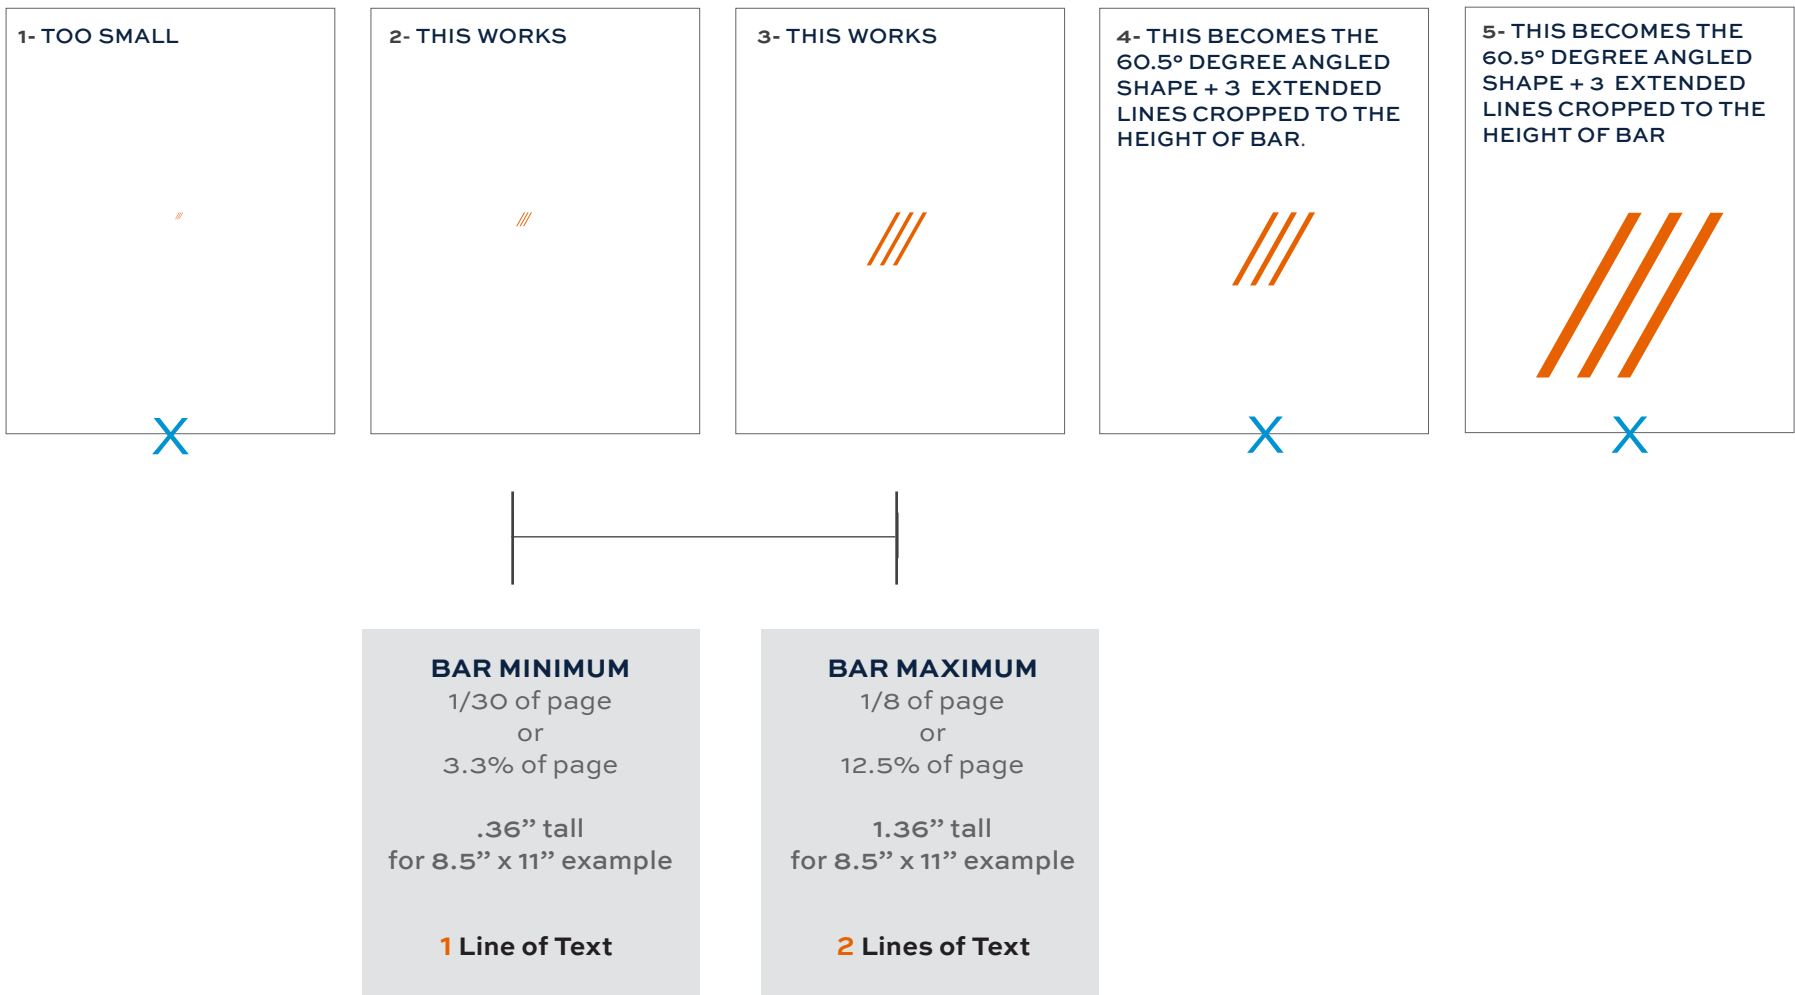 1- TOO SMALL
2- THIS WORKS
3- THIS WORKS
4- THIS BECOMES THE
60.5° DEGREE ANGLED
SHAPE + 3 EXTENDED
LINES CROPPED TO THE
HEIGHT OF BAR.
5- THIS BECOMES THE
60.5° DEGREE ANGLED
SHAPE + 3 EXTENDED
LINES CROPPED TO THE
HEIGHT OF BAR
X
X
X
BAR MINIMUM
1/30 of page
or
3.3% of page
.36” tall
for 8.5” x 11” example
1 Line of Text
BAR MAXIMUM
1/8 of page
or
12.5% of page
1.36” tall
for 8.5” x 11” example
2 Lines of Text